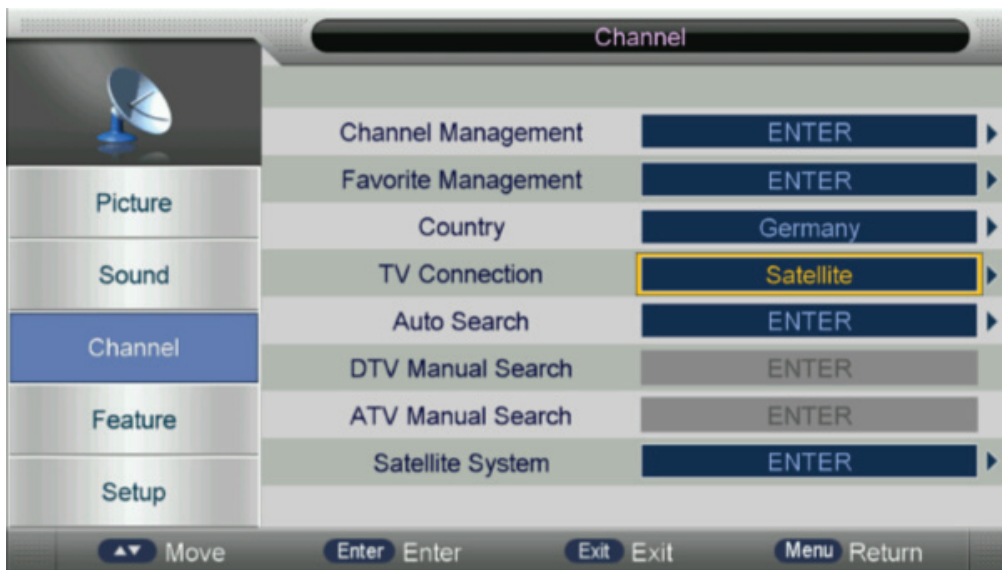 Channel
Channel Management ENTER
Favorite Management ENTER
Picture
Country Germany
Sound
TV Connection Satellite
Auto Search ENTER
Channel
DTV Manual Search ENTER
Feature
ATV Manual Search ENTER
Satellite System ENTER
Setup
Move Enter Enter Exit Exit Menu Return